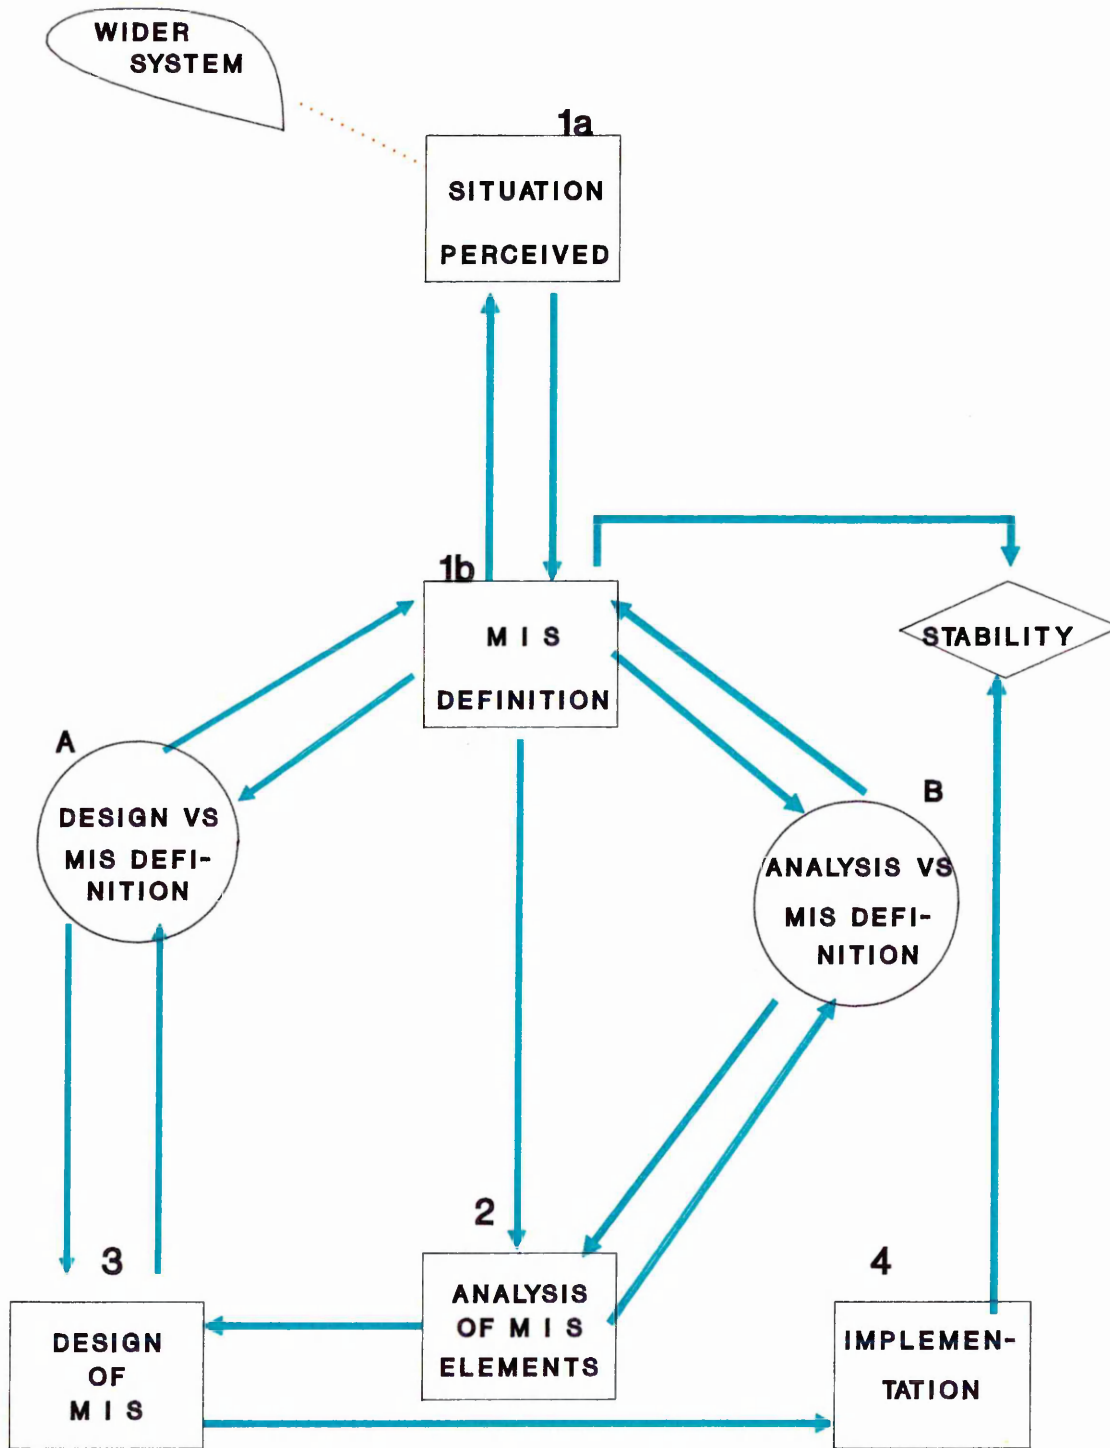 WIDER
SYSTEM
1a
SITUATION
PERCEIVED
1b
M I S
DEFINITION
STABILITY
A
DESIGN VS
MIS DEFI-
NITION
B
ANALYSIS VS
MIS DEFI-
NITION
2
ANALYSIS
OF M I S
ELEMENTS
3
DESIGN
OF
M I S
4
IMPLEMEN-
TATION